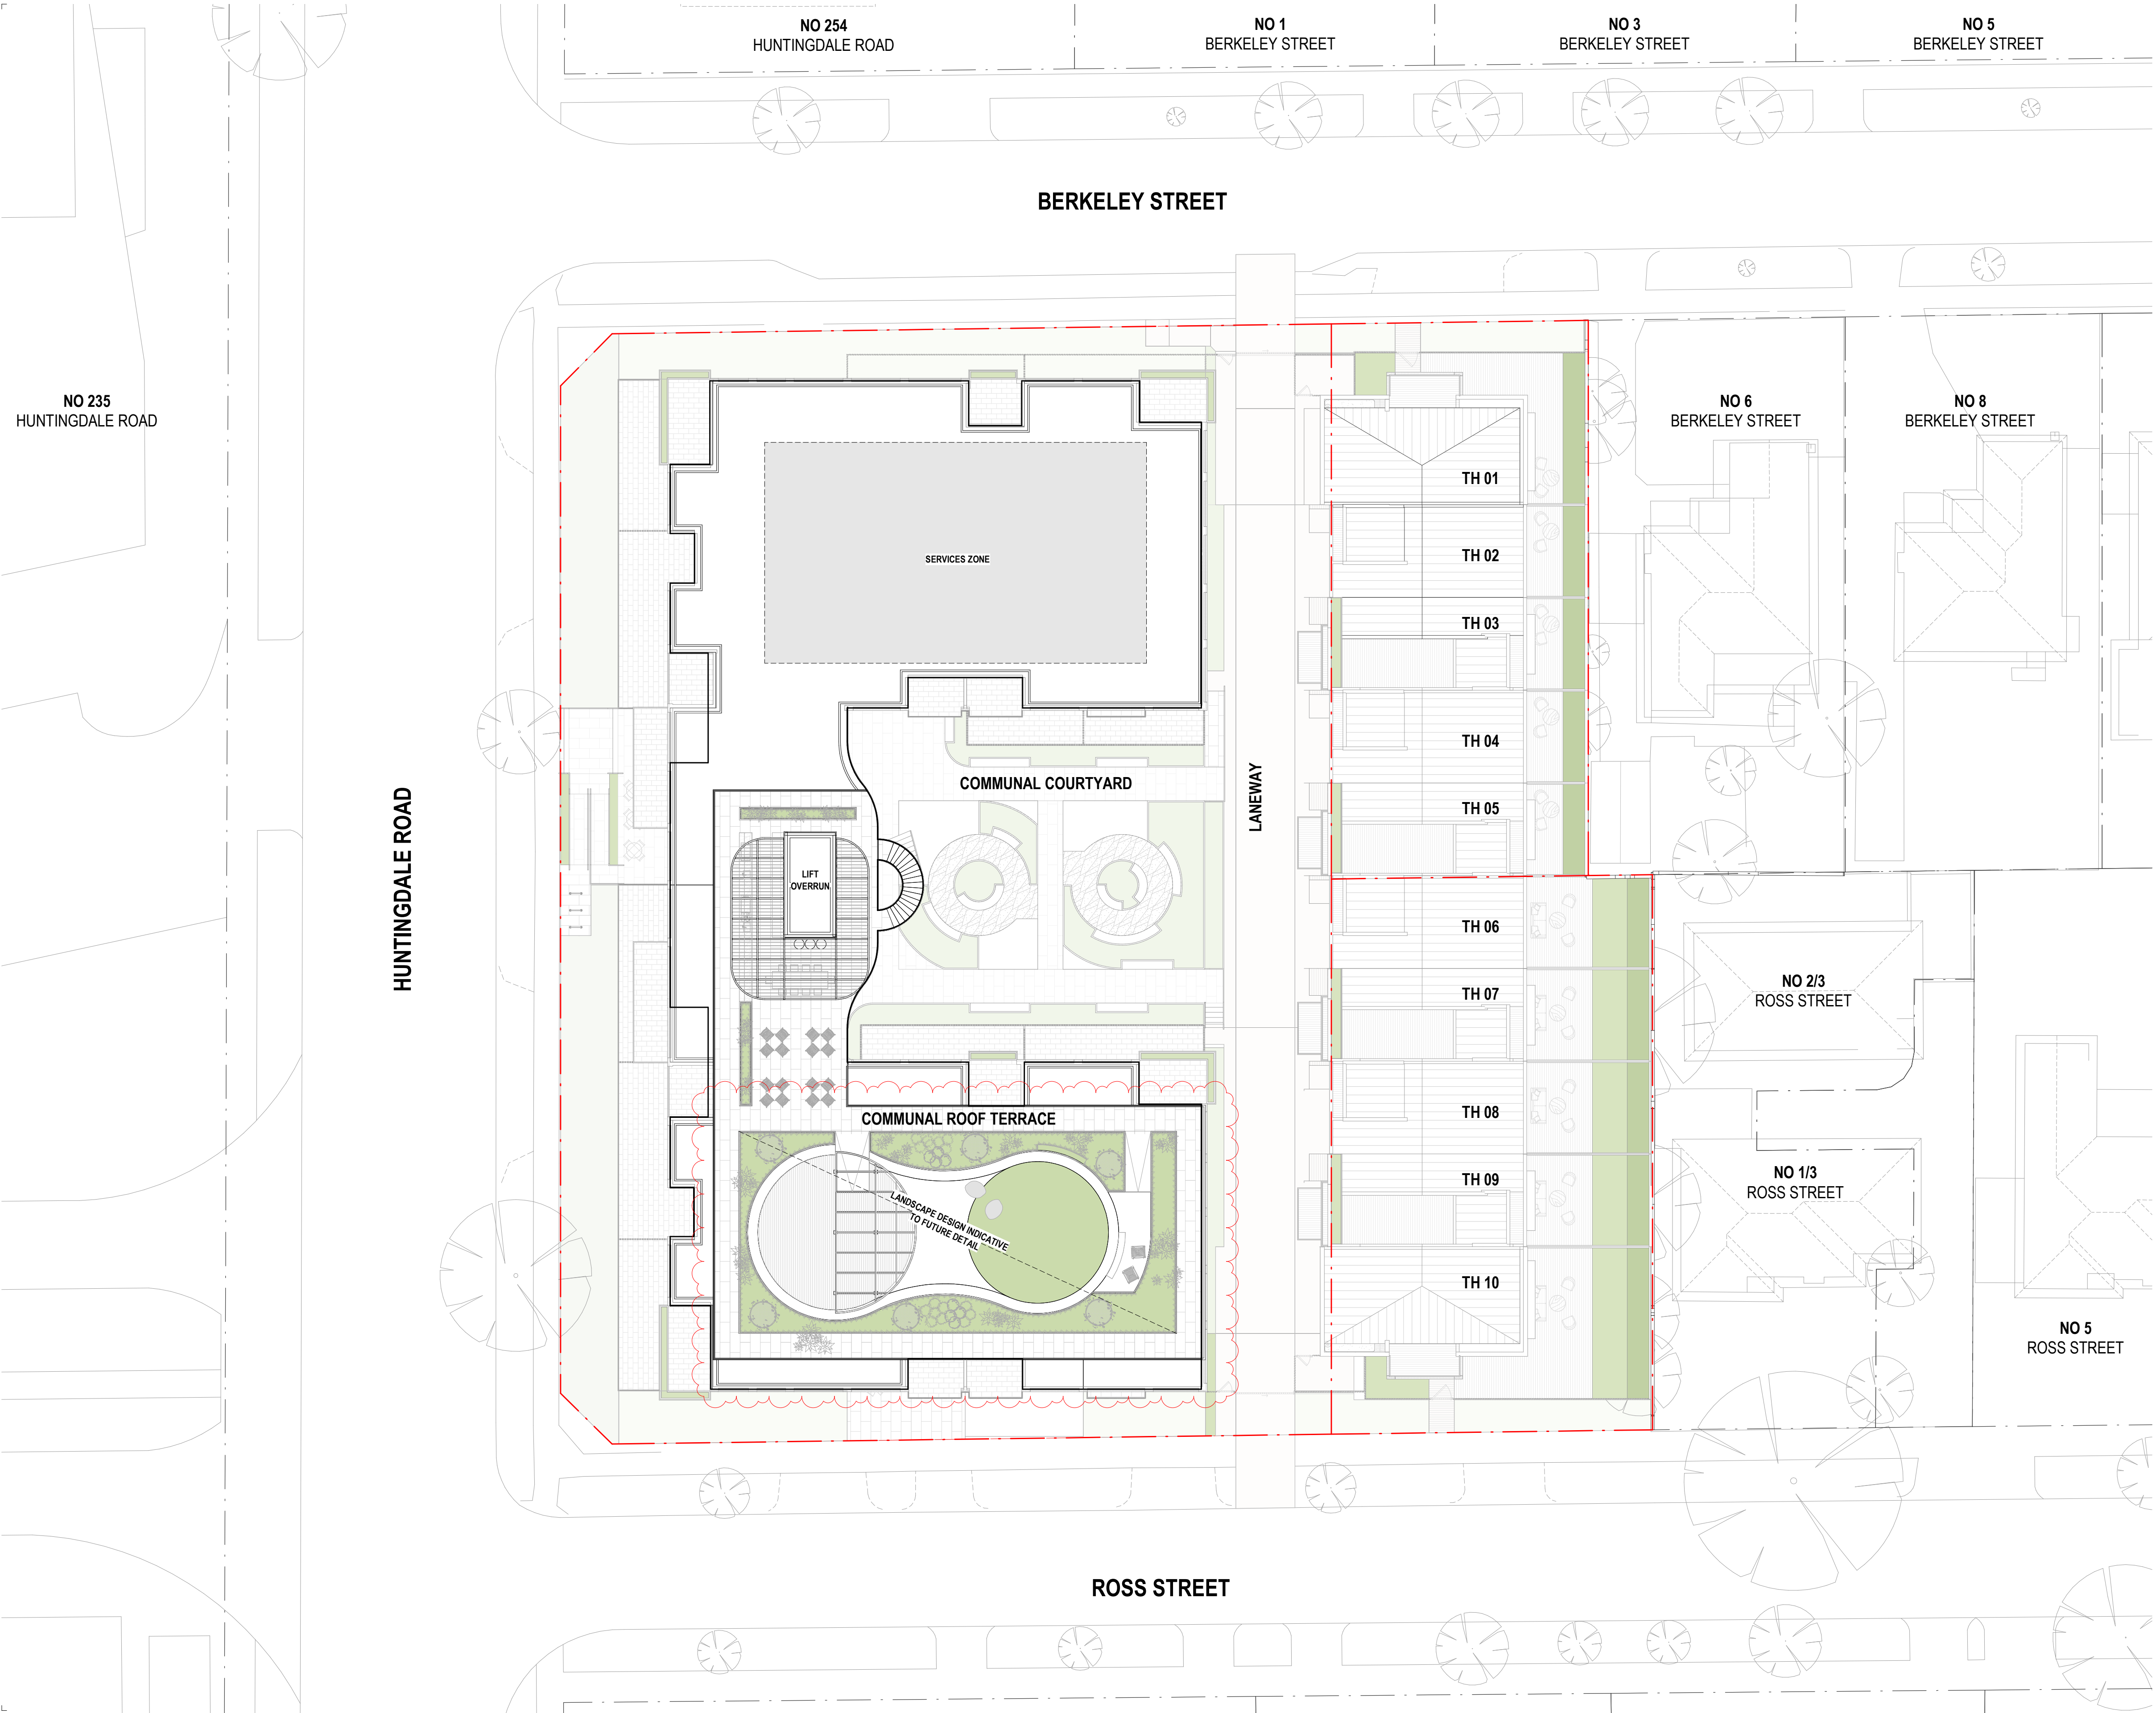 NO 254
HUNTINGDALE ROAD
NO 1
BERKELEY STREET
NO 3
BERKELEY STREET
NO 5
BERKELEY STREET
BERKELEY STREET
NO 235
HUNTINGDALE ROAD
NO 6
BERKELEY STREET
NO 8
BERKELEY STREET
TH 01
SERVICES ZONE
TH 02
TH 03
TH 04
COMMUNAL COURTYARD
LANEWAY
TH 05
HUNTINGDALE ROAD
LIFT
OVERRUN
TH 06
NO 2/3
ROSS STREET
TH 07
COMMUNAL ROOF TERRACE
TH 08
NO 1/3
ROSS STREET
TH 09
LANDSCAPE DESIGN INDICATIVE
TO FUTURE DETAIL
TH 10
NO 5
ROSS STREET
ROSS STREET